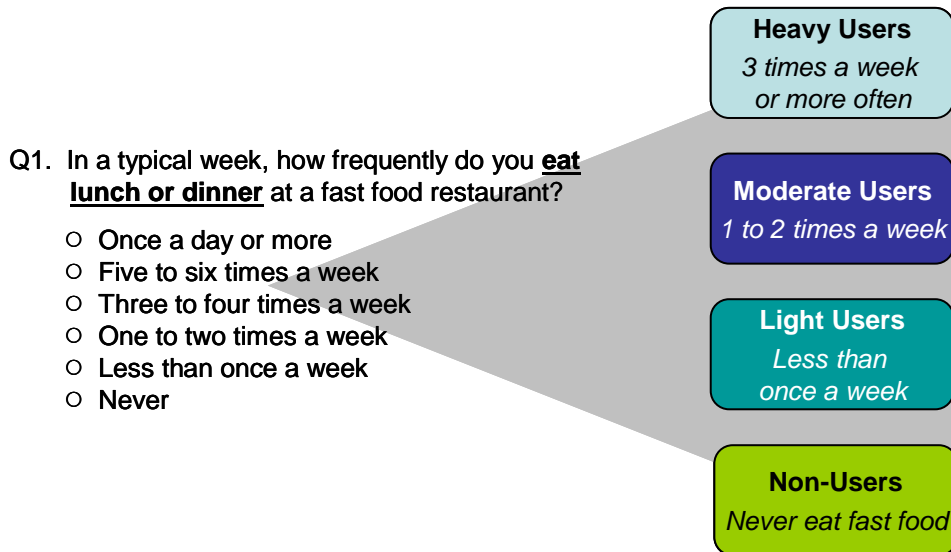 Q1. In a typical week, how frequently do you eat
lunch or dinner at a fast food restaurant?
Once a day or more
Five to six times a week
Three to four times a week
One to two times a week
Less than once a week
Never
Heavy Users
3 times a week
or more often
Moderate Users
1 to 2 times a week
Light Users
Less than
once a week
Non-Users
Never eat fast food